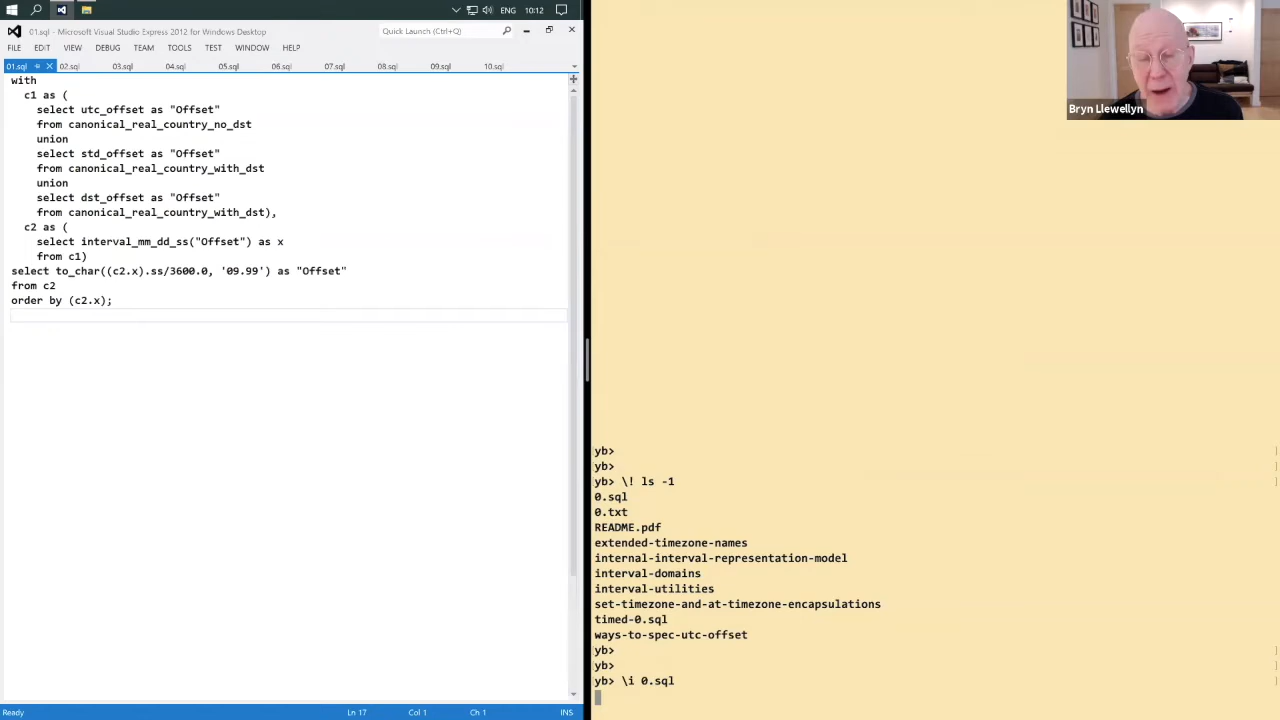 ENG 10:12
01.sql - Microsoft Visual Studio Express 2012 for Windows Desktop
Quick Launch (Ctrl+Q)
FILE EDIT VIEW DEBUG TEAM TOOLS TEST WINDOW HELP
01.sql 02.sql 03.sql 04.sql 05.sql 06.sql 07.sql 08.sql 09.sql 10.sql
with
c1 as (
select utc_offset as "Offset"
from canonical_real_country_no_dst
union
select std_offset as "Offset"
from canonical_real_country_with_dst
union
select dst_offset as "Offset"
from canonical_real_country_with_dst),
c2 as (
select interval_mm_dd_ss("Offset") as x
from c1)
select to_char((c2.x).ss/3600.0, '09.99') as "Offset"
from c2
order by (c2.x);
Ready Ln 17 Col 1 Ch 1 INS
Bryn Llewellyn
yb> ]
yb> ]
yb> \! ls -1 ]
0.sql
0.txt
README.pdf
extended-timezone-names
internal-interval-representation-model
interval-domains
interval-utilities
set-timezone-and-at-timezone-encapsulations
timed-0.sql
ways-to-spec-utc-offset
yb> ]
yb> ]
yb> \i 0.sql ]